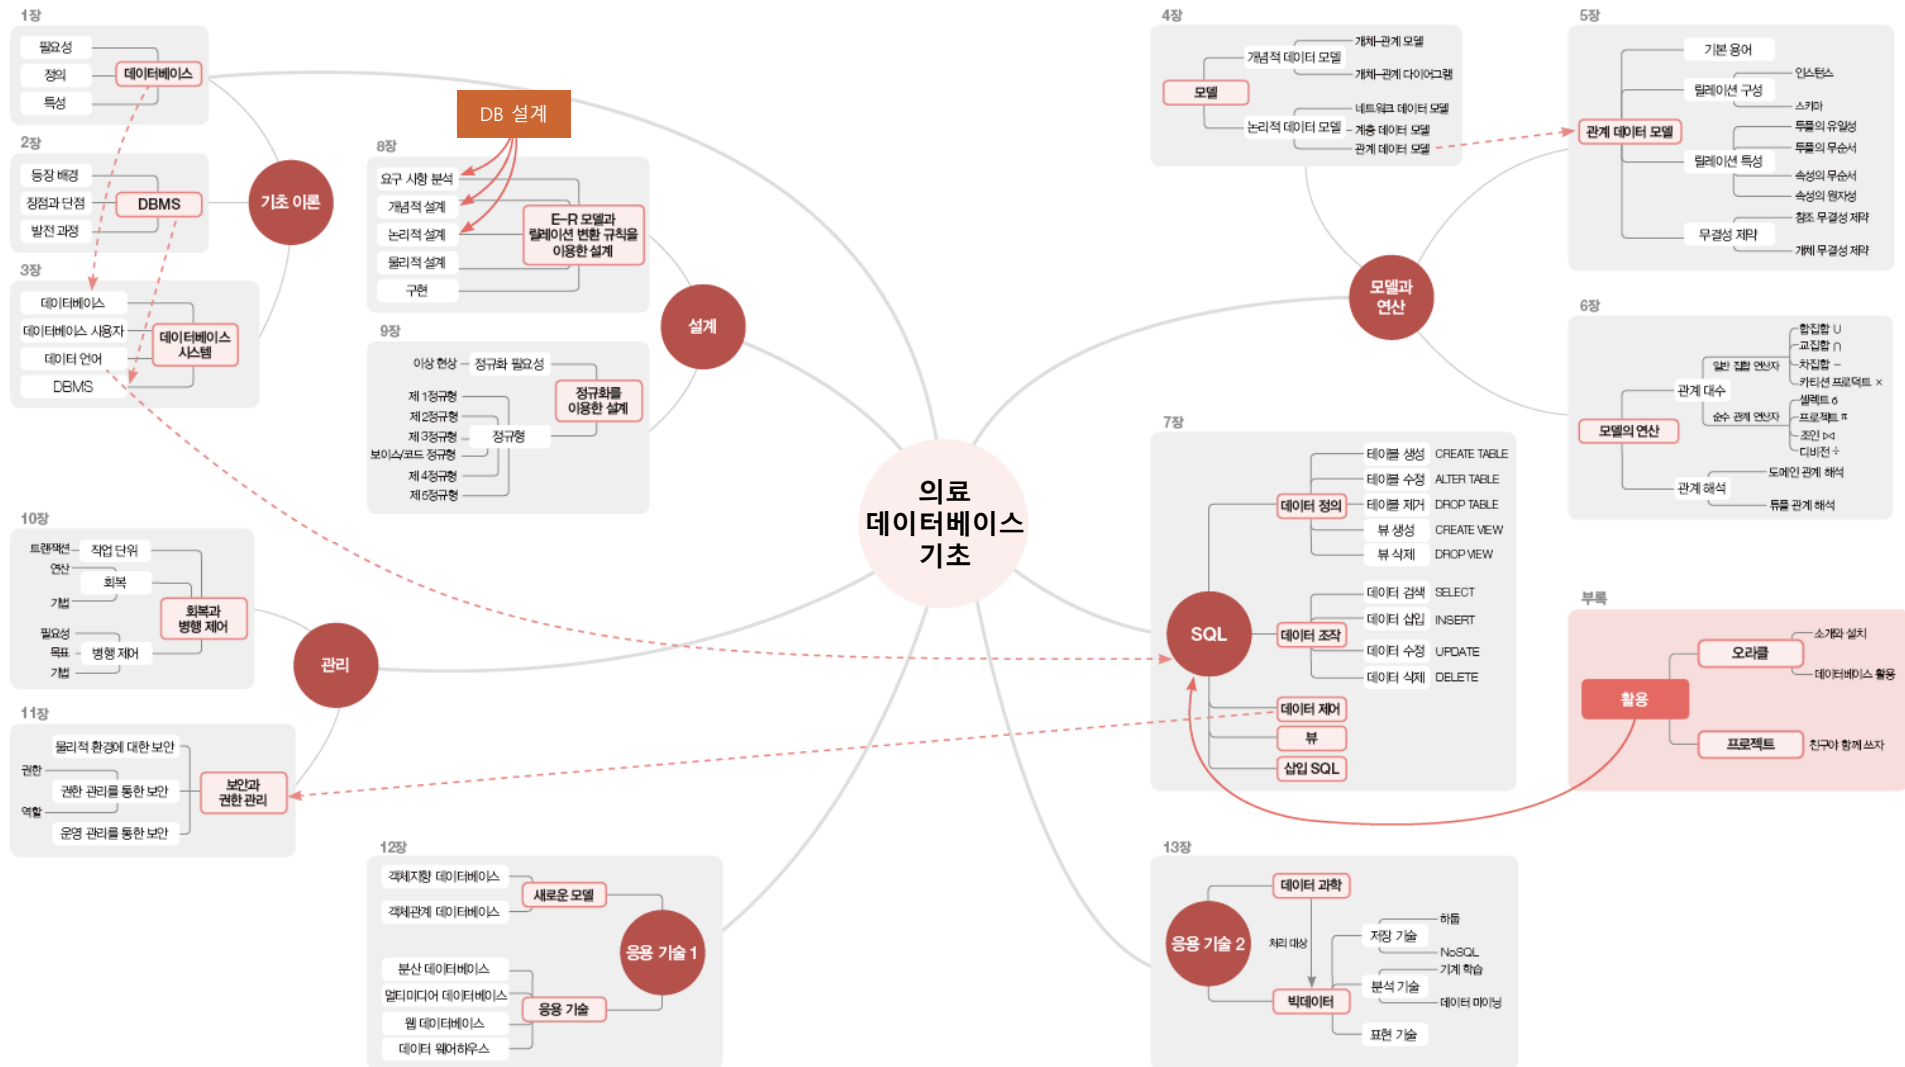 1장
필요성
정의
특성
데이터베이스
2장
등장 배경
장점과 단점
발전 과정
DBMS
3장
데이터베이스
데이터베이스 사용자
데이터 언어
DBMS
데이터베이스
시스템
기초 이론
DB 설계
8장
요구 사항 분석
개념적 설계
논리적 설계
물리적 설계
구현
E-R 모델과
릴레이션 변환 규칙을
이용한 설계
9장
이상 현상
정규화 필요성
제 1정규형
제 2정규형
제 3정규형
보이스/코드 정규형
제 4정규형
제 5정규형
정규형
정규화를
이용한 설계
설계
의료
데이터베이스
기초
4장
모델
개념적 데이터 모델
개체-관계 모델
개체-관계 다이어그램
논리적 데이터 모델
네트워크 데이터 모델
계층 데이터 모델
관계 데이터 모델
5장
관계 데이터 모델
기본 용어
릴레이션 구성
인스턴스
스키마
릴레이션 특성
투플의 유일성
투플의 무순서
속성의 무순서
속성의 원자성
무결성 제약
참조 무결성 제약
개체 무결성 제약
모델과
연산
6장
모델의 연산
관계 대수
일반 집합 연산자
합집합 ∪
교집합 ∩
차집합 −
카티션 프로덕트 ×
순수 관계 연산자
셀렉트 σ
프로젝트 π
조인 ⋈
디비전 ÷
관계 해석
도메인 관계 해석
튜플 관계 해석
7장
SQL
데이터 정의
테이블 생성 CREATE TABLE
테이블 수정 ALTER TABLE
테이블 제거 DROP TABLE
뷰 생성 CREATE VIEW
뷰 삭제 DROP VIEW
데이터 조작
데이터 검색 SELECT
데이터 삽입 INSERT
데이터 수정 UPDATE
데이터 삭제 DELETE
데이터 제어
뷰
삽입 SQL
부록
활용
오라클
소개와 설치
데이터베이스 활용
프로젝트
친구야 함께 쓰자
10장
트랜잭션
작업 단위
연산
회복
기법
필요성
목표
병행 제어
기법
회복과
병행 제어
관리
11장
물리적 환경에 대한 보안
권한
권한 관리를 통한 보안
역할
운영 관리를 통한 보안
보안과
권한 관리
12장
객체지향 데이터베이스
객체관계 데이터베이스
새로운 모델
분산 데이터베이스
멀티미디어 데이터베이스
웹 데이터베이스
데이터 웨어하우스
응용 기술
응용 기술 1
13장
응용 기술 2
데이터 과학
처리 대상
빅데이터
저장 기술
하둡
NoSQL
분석 기술
기계 학습
데이터 마이닝
표현 기술